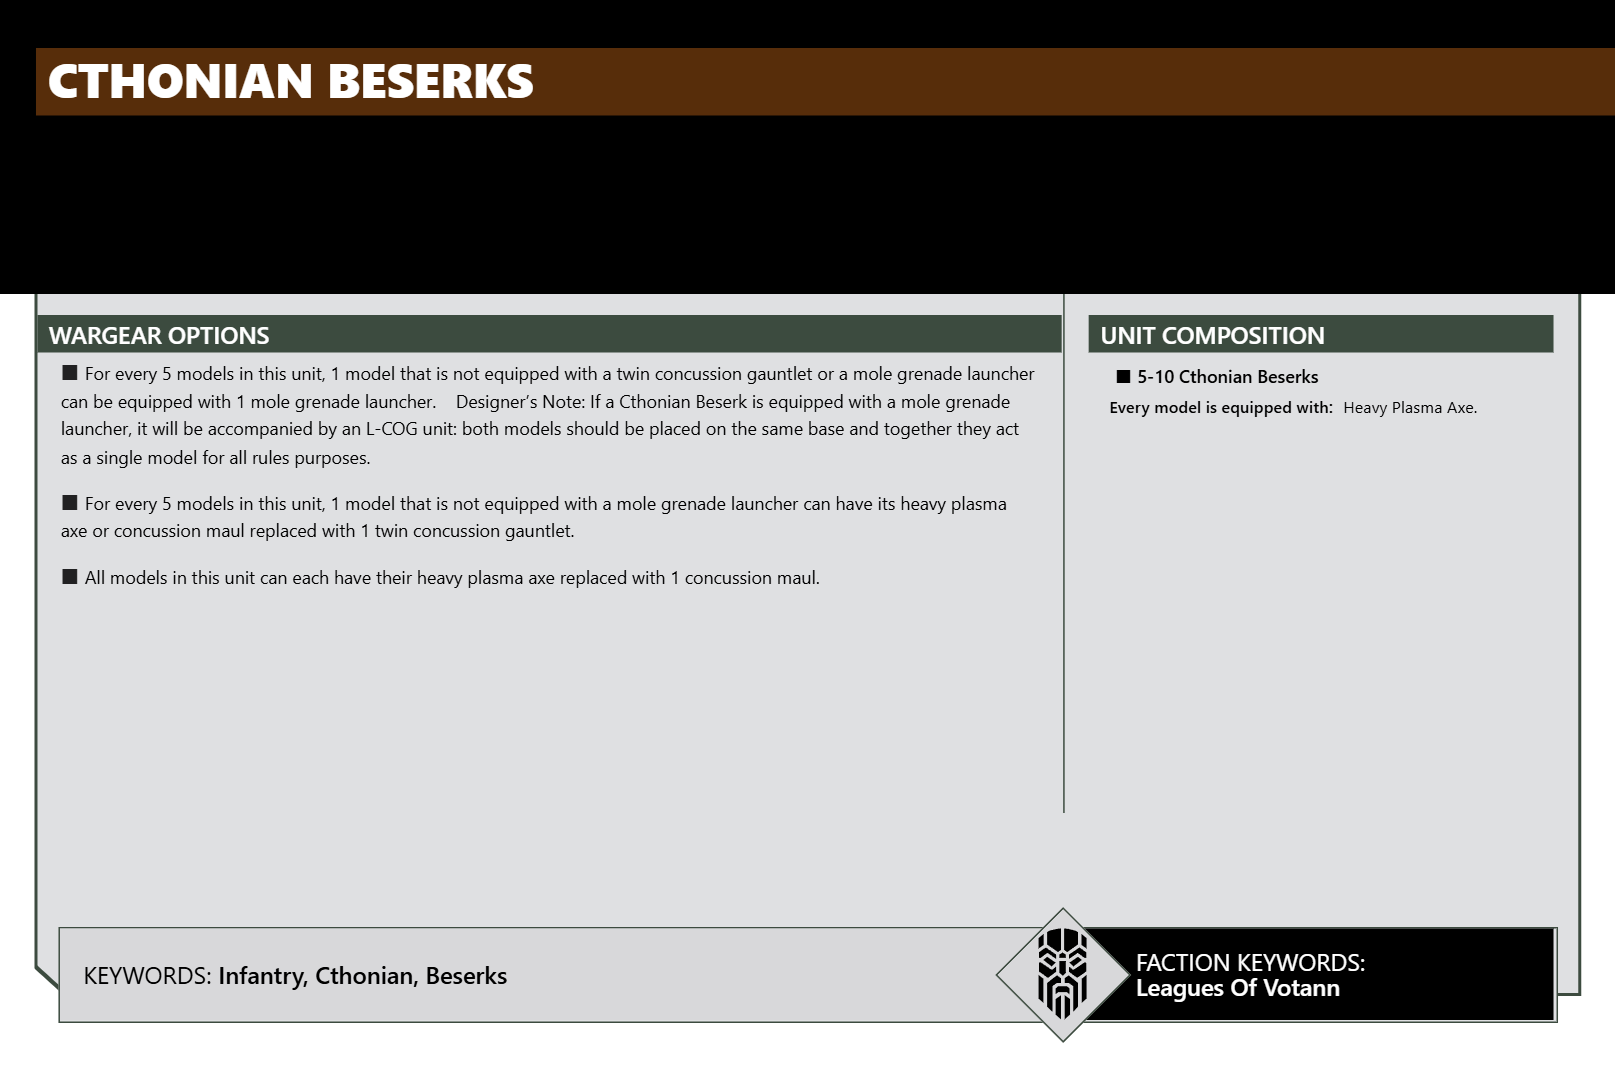 CTHONIAN BESERKS
WARGEAR OPTIONS
■ For every 5 models in this unit, 1 model that is not equipped with a twin concussion gauntlet or a mole grenade launcher
can be equipped with 1 mole grenade launcher. Designer’s Note: If a Cthonian Beserk is equipped with a mole grenade
launcher, it will be accompanied by an L-COG unit: both models should be placed on the same base and together they act
as a single model for all rules purposes.
■ For every 5 models in this unit, 1 model that is not equipped with a mole grenade launcher can have its heavy plasma
axe or concussion maul replaced with 1 twin concussion gauntlet.
■ All models in this unit can each have their heavy plasma axe replaced with 1 concussion maul.
UNIT COMPOSITION
■ 5-10 Cthonian Beserks
Every model is equipped with: Heavy Plasma Axe.
KEYWORDS: Infantry, Cthonian, Beserks
FACTION KEYWORDS:
Leagues Of Votann